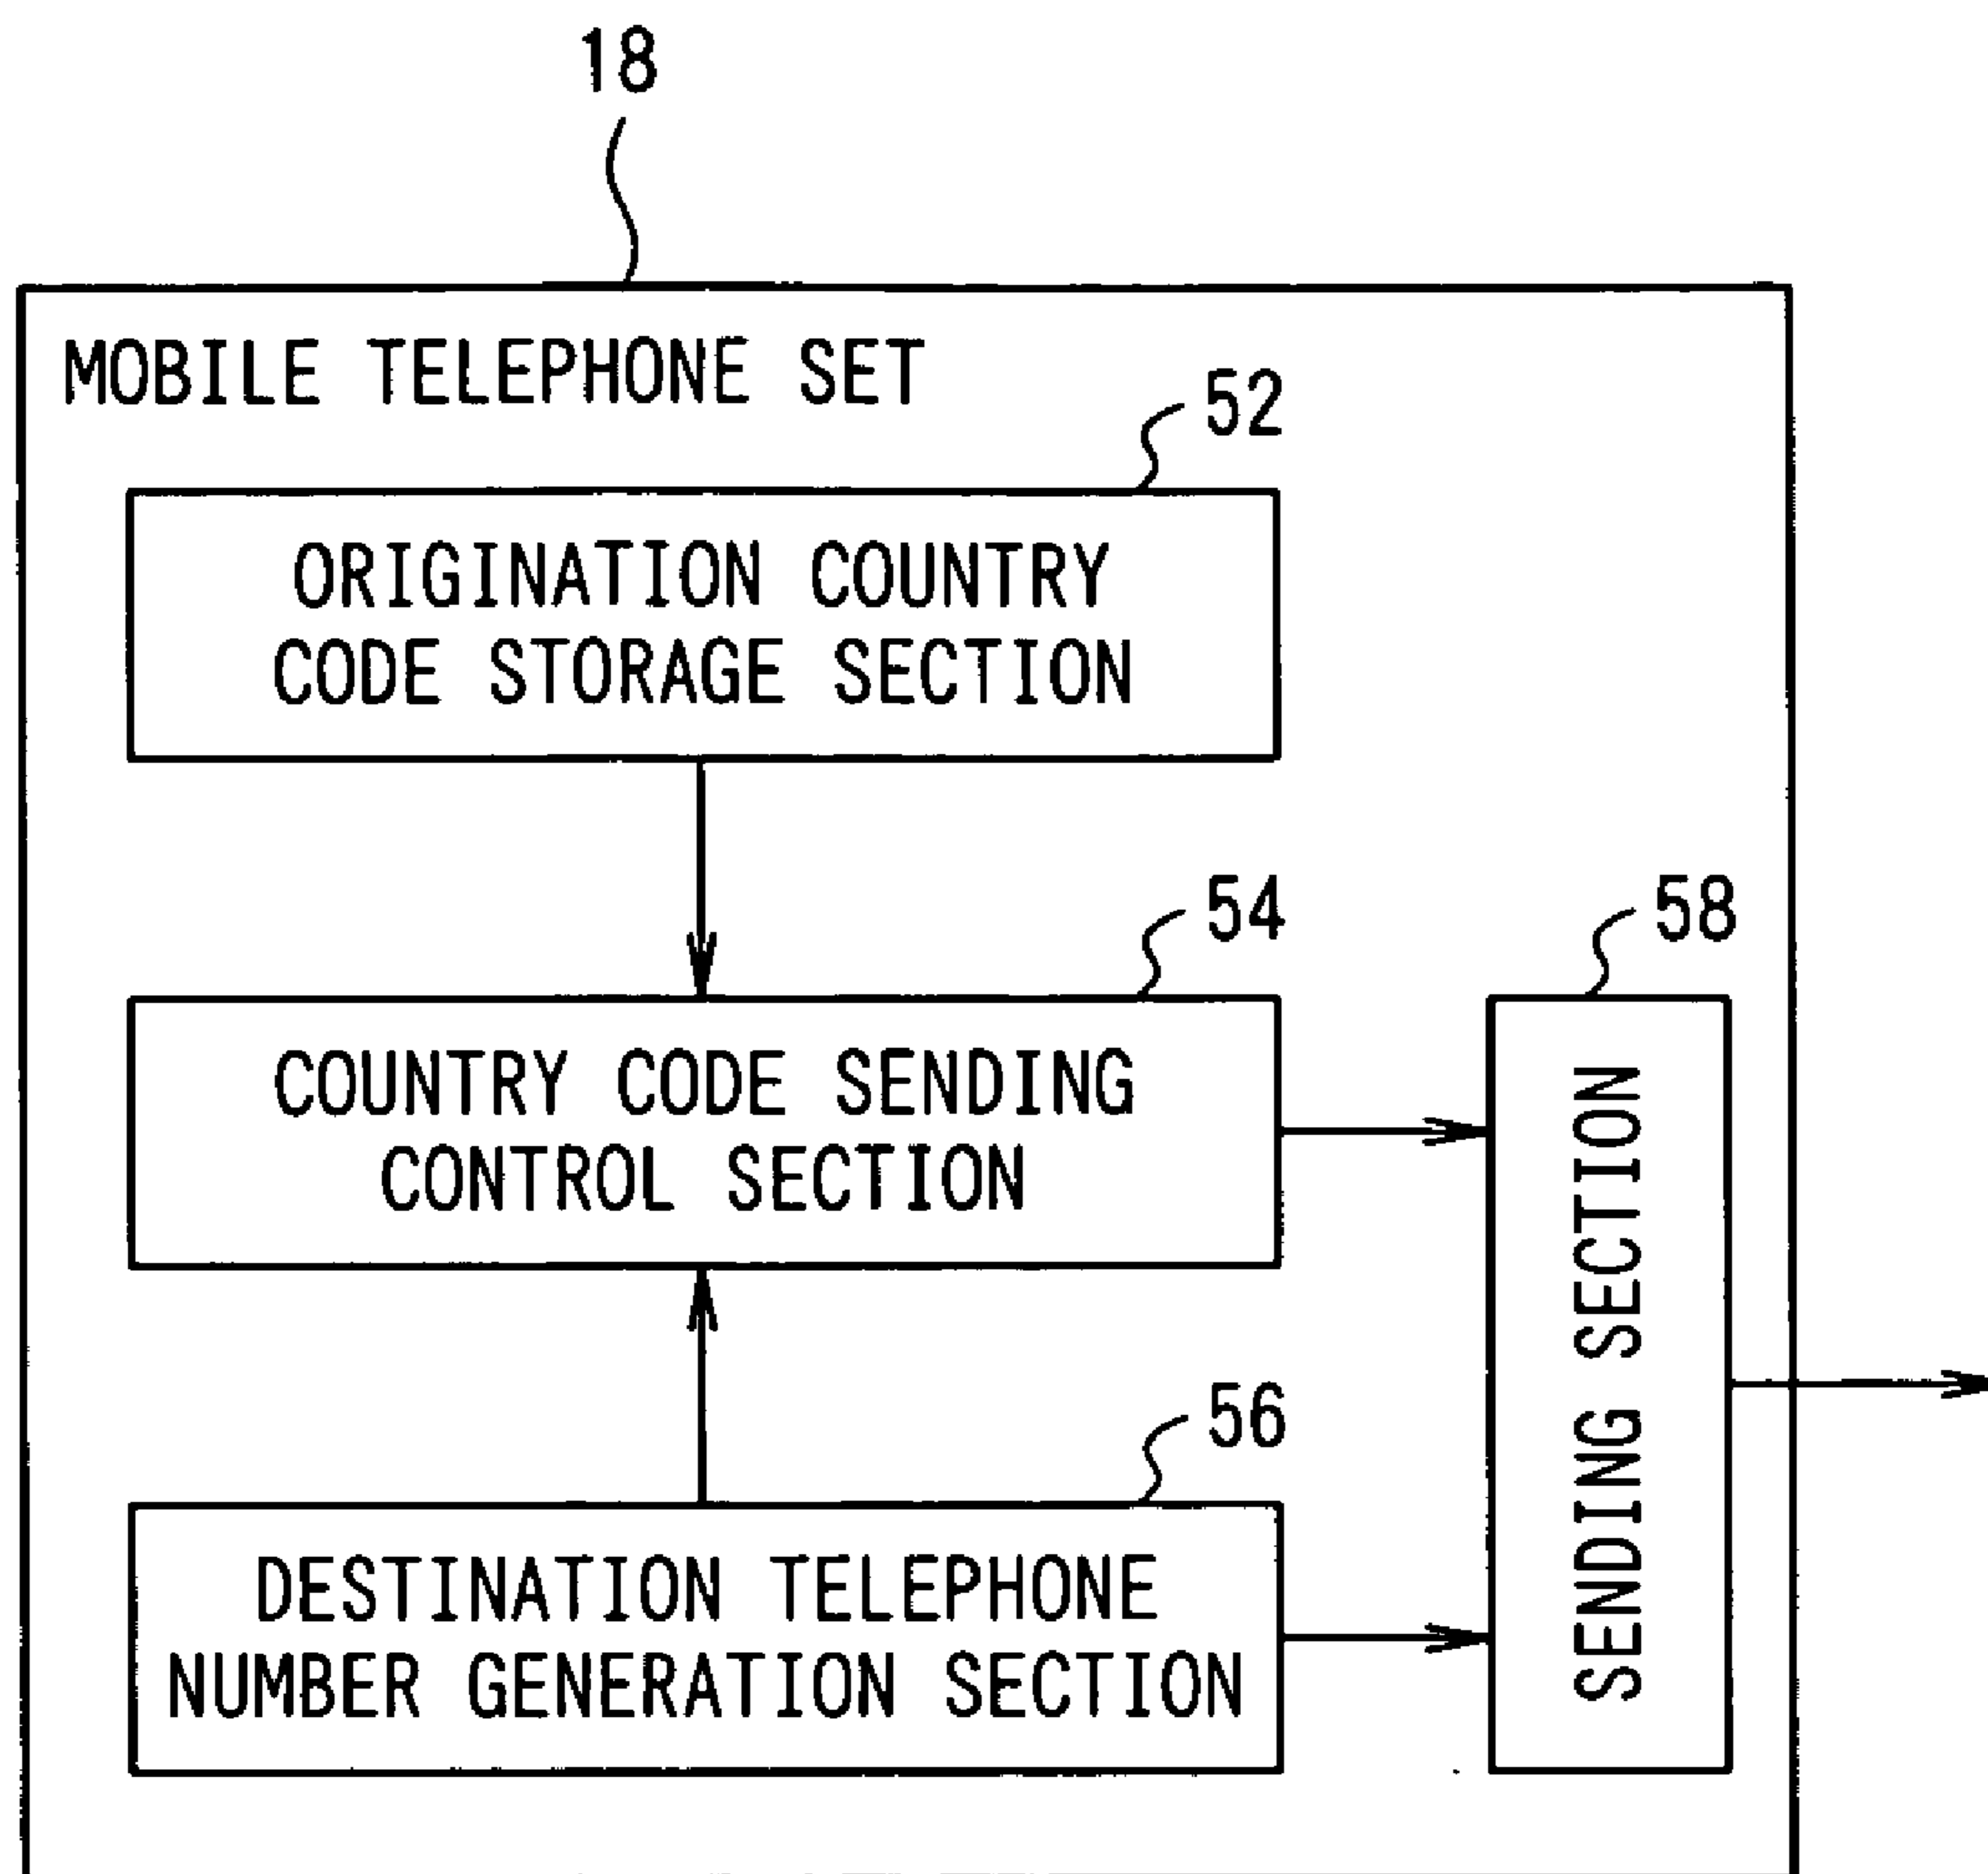 18
MOBILE TELEPHONE SET
52
ORIGINATION COUNTRY
CODE STORAGE SECTION
54
COUNTRY CODE SENDING
CONTROL SECTION
58
SENDING SECTION
56
DESTINATION TELEPHONE
NUMBER GENERATION SECTION